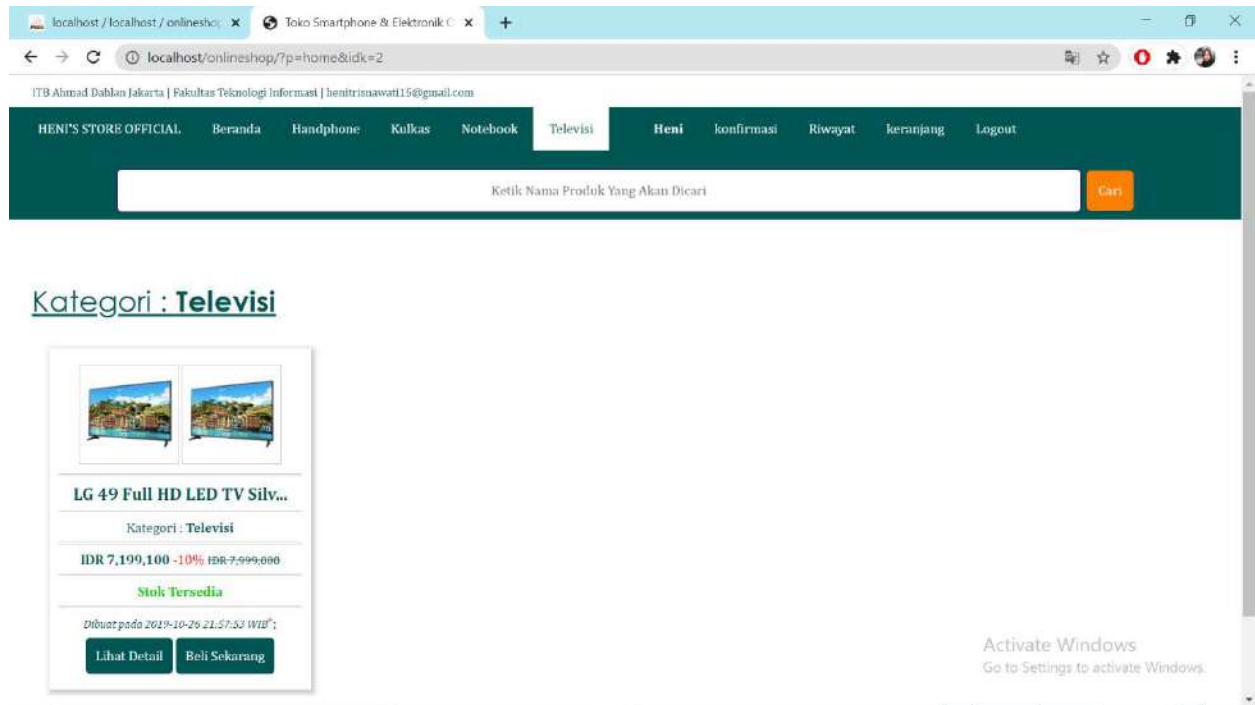 localhost / localhost / onlinesho
Toko Smartphone & Elektronik
localhost/onlineshop/?p=home&idk=2
ITB Ahmad Dahlan Jakarta | Fakultas Teknologi Informasi | henitrisnawati15@gmail.com
HENI'S STORE OFFICIAL Beranda Handphone Kulkas Notebook Televisi Heni konfirmasi Riwayat keranjang Logout
Ketik Nama Produk Yang Akan Dicari Cari
Kategori : Televisi
LG 49 Full HD LED TV Silv...
Kategori : Televisi
IDR 7,199,100 -10% IDR 7,999,000
Stok Tersedia
Dibuat pada 2019-10-26 21:57:53 WIB";
Lihat Detail Beli Sekarang
Activate Windows
Go to Settings to activate Windows.